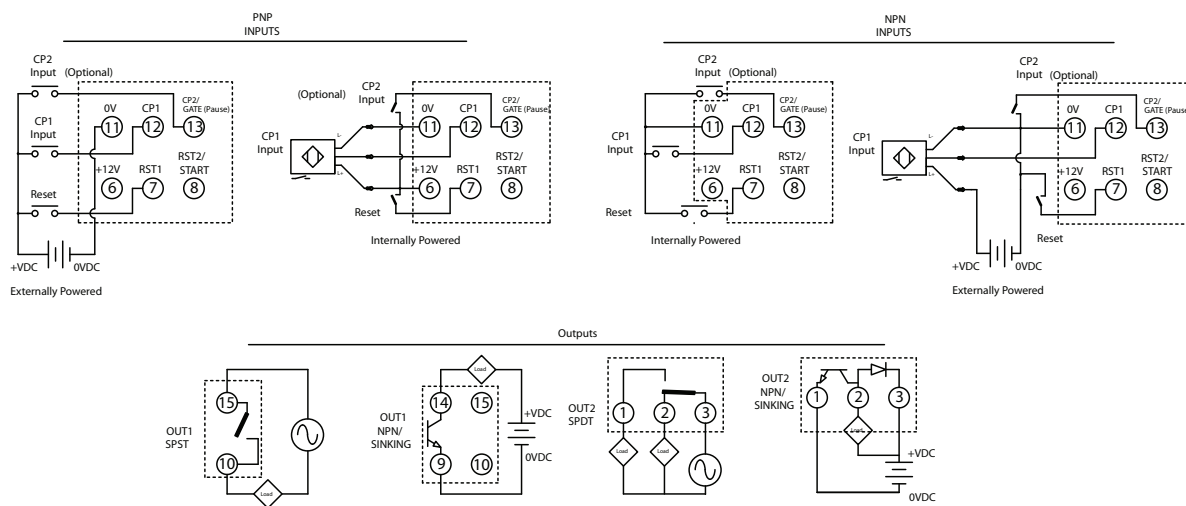 PNP
INPUTS
CP2
Input
(Optional)
0V
CP1
CP2/
GATE (Pause)
11
12
13
CP1
Input
+12V
RST1
RST2/
START
6
7
8
Reset
+VDC
0VDC
Externally Powered
(Optional)
CP2
Input
0V
CP1
CP2/
GATE (Pause)
L-
11
12
13
CP1
Input
L+
+12V
RST1
RST2/
START
6
7
8
Reset
Internally Powered
NPN
INPUTS
CP2
Input
(Optional)
0V
CP1
CP2/
GATE (Pause)
11
12
13
CP1
Input
+12V
RST1
RST2/
START
6
7
8
Reset
Internally Powered
CP2
Input
(Optional)
0V
CP1
CP2/
GATE (Pause)
L-
11
12
13
CP1
Input
L+
+12V
RST1
RST2/
START
6
7
8
Reset
+VDC
0VDC
Externally Powered
Outputs
15
OUT1
SPST
10
Load
Load
14
15
OUT1
NPN/
SINKING
+VDC
0VDC
9
10
OUT2
SPDT
1
2
3
Load
Load
OUT2
NPN/
SINKING
1
2
3
Load
+VDC
0VDC